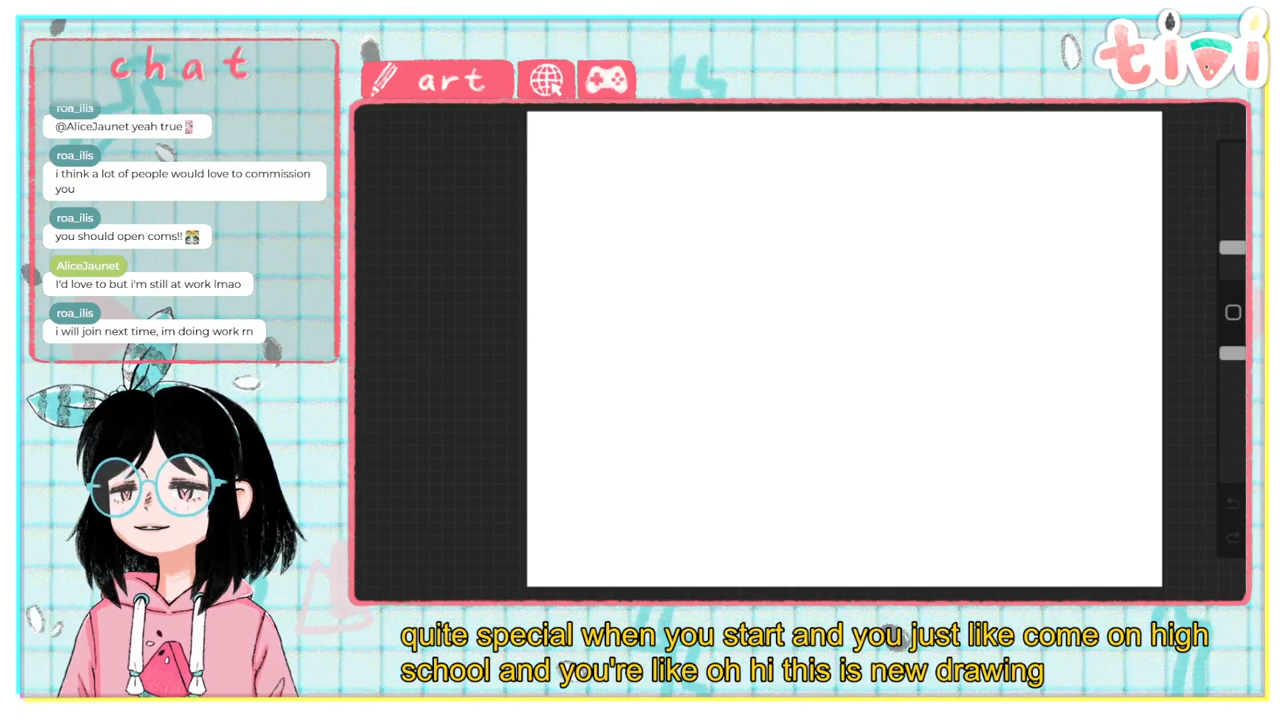 chat
roa_ilis
@AliceJaunet yeah true
roa_ilis
i think a lot of people would love to commission
you
roa_ilis
you should open coms!!
AliceJaunet
I'd love to but i'm still at work lmao
roa_ilis
i will join next time, im doing work rn
art
tivi
quite special when you start and you just like come on high
school and you're like oh hi this is new drawing